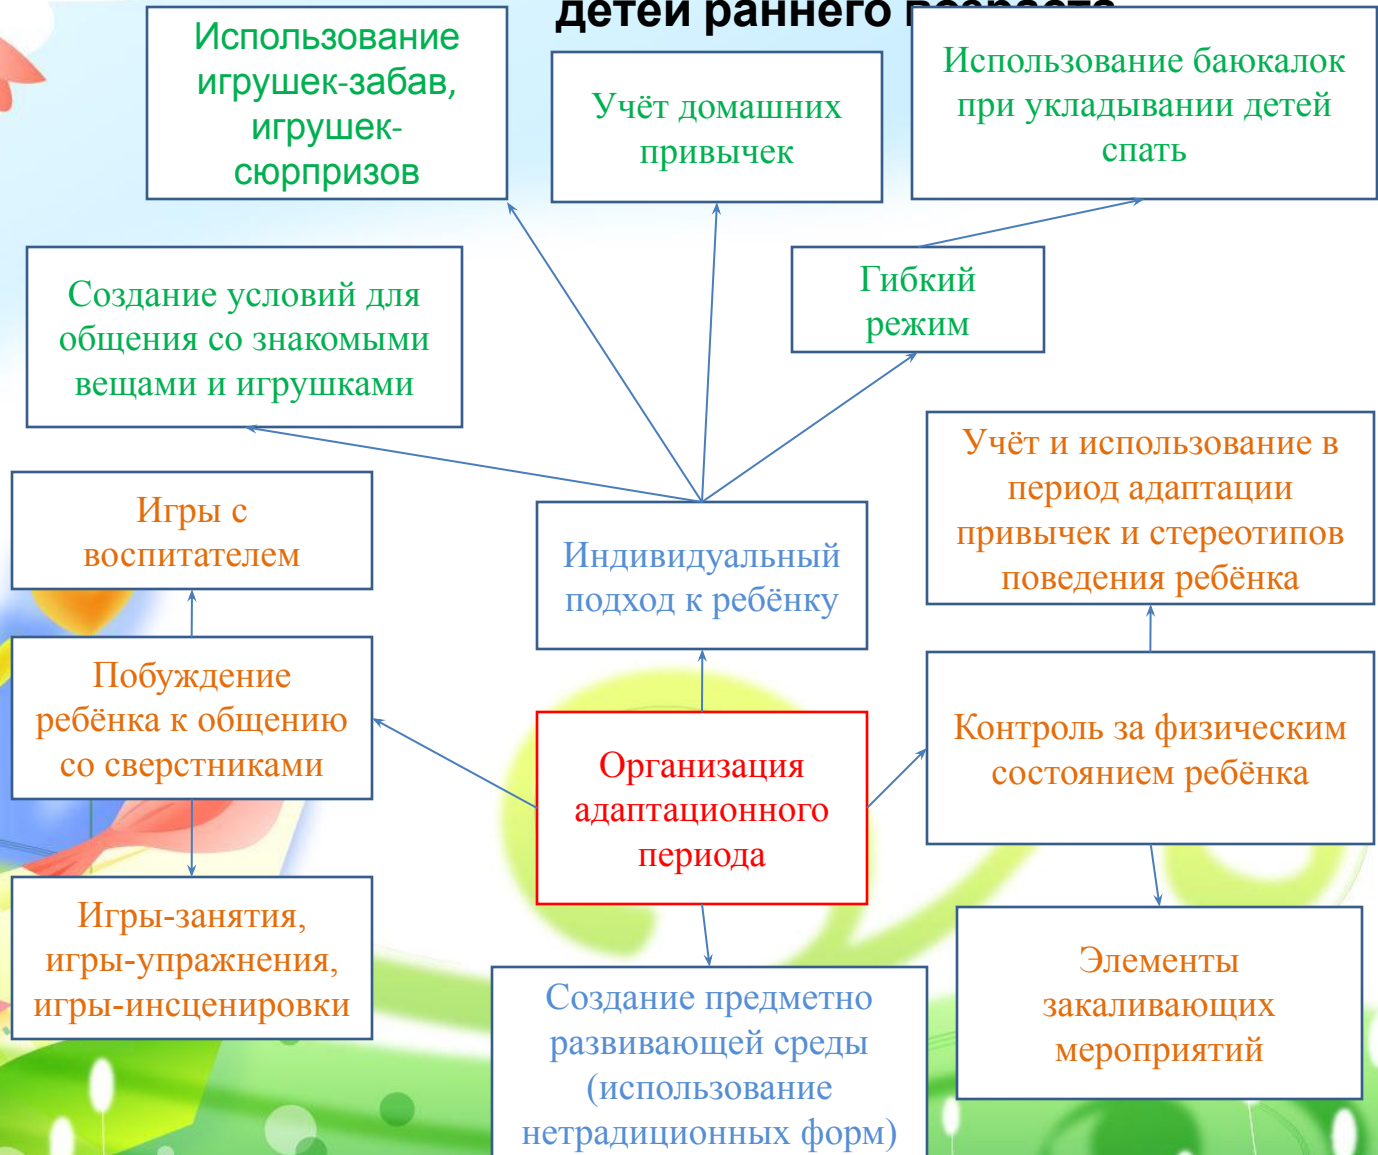 детей раннего возраста
Использование
игрушек-забав,
игрушек-
сюрпризов
Учёт домашних
привычек
Использование баюкалок
при укладывании детей
спать
Создание условий для
общения со знакомыми
вещами и игрушками
Гибкий
режим
Игры с
воспитателем
Индивидуальный
подход к ребёнку
Учёт и использование в
период адаптации
привычек и стереотипов
поведения ребёнка
Побуждение
ребёнка к общению
со сверстниками
Организация
адаптационного
периода
Контроль за физическим
состоянием ребёнка
Игры-занятия,
игры-упражнения,
игры-инсценировки
Создание предметно
развивающей среды
(использование
нетрадиционных форм)
Элементы
закаливающих
мероприятий